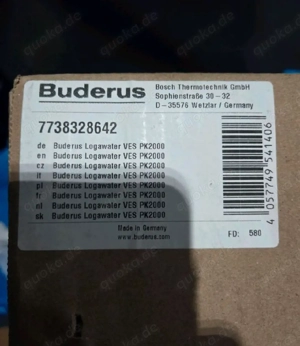 Buderus
Bosch Thermotechnik GmbH
Sophienstraße 30-32
D-35576 Wetzlar / Germany
7738328642
de Buderus Logawater VES PK2000
en Buderus Logawater VES PK2000
cz Buderus Logawater VES PK2000
it Buderus Logawater VES PK2000
pl Buderus Logawater VES PK2000
fr Buderus Logawater VES PK2000
nl Buderus Logawater VES PK2000
sk Buderus Logawater VES PK2000
4 057749 541406
Made in Germany
www.buderus.com
FD: 580